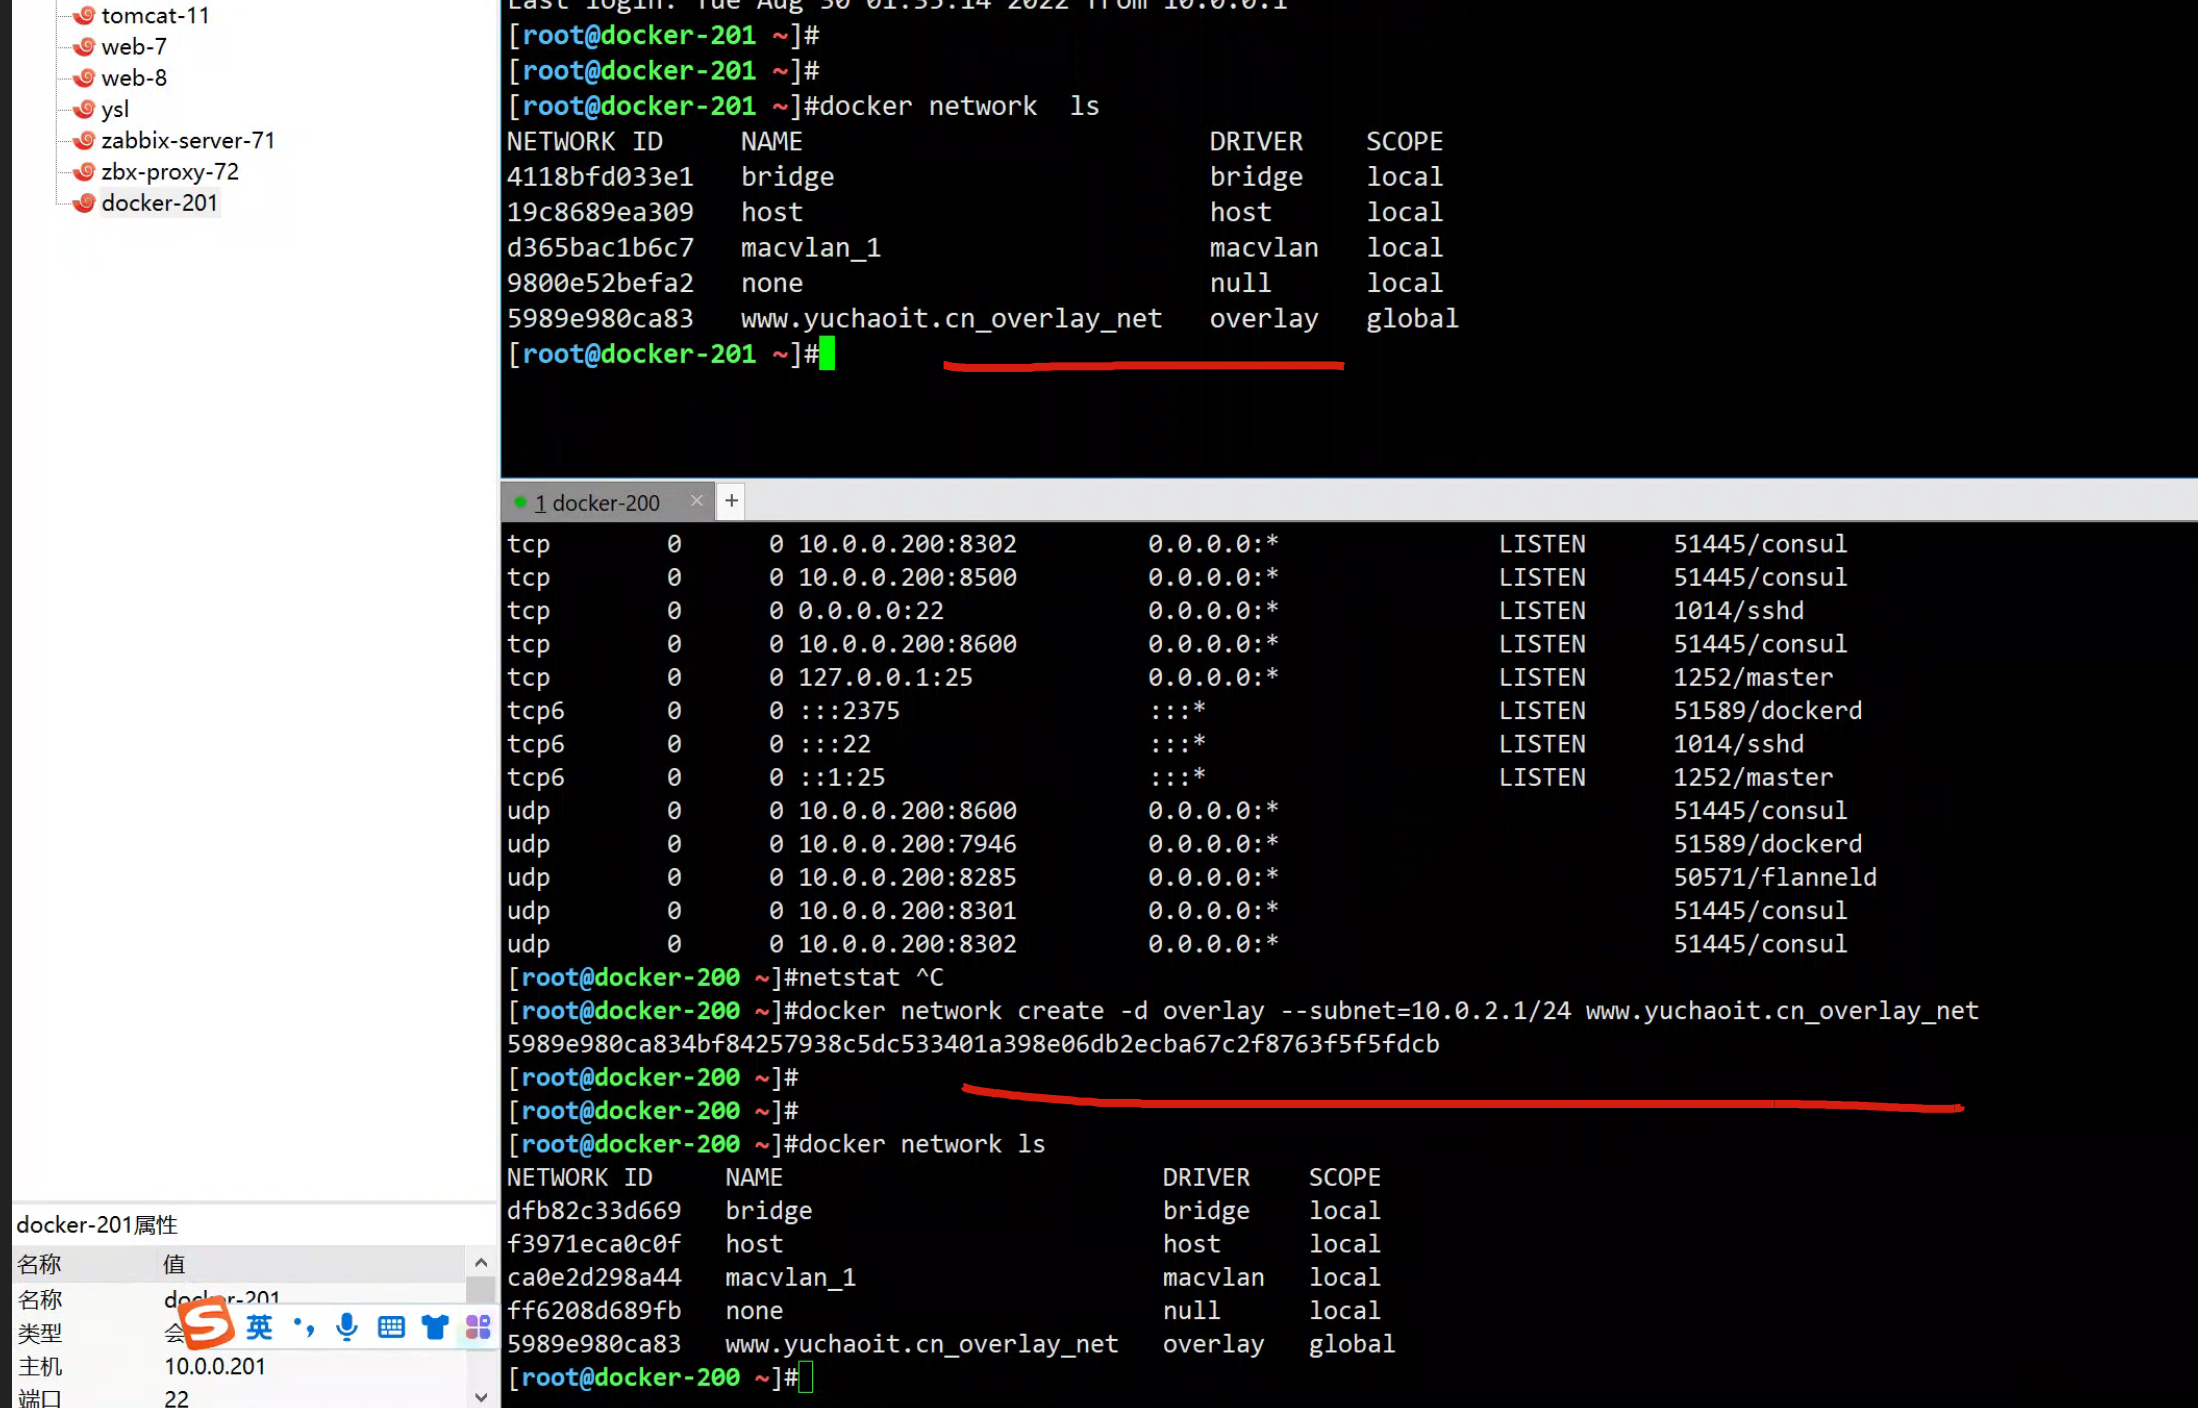 tomcat-11
web-7
web-8
ysl
zabbix-server-71
zbx-proxy-72
docker-201
Last login: Tue Aug 30 01:35:14 2022 from 10.0.0.1
[root@docker-201 ~]#
[root@docker-201 ~]#
[root@docker-201 ~]#docker network  ls
NETWORK ID     NAME                          DRIVER    SCOPE
4118bfd033e1   bridge                        bridge    local
19c8689ea309   host                          host      local
d365bac1b6c7   macvlan_1                     macvlan   local
9800e52befa2   none                          null      local
5989e980ca83   www.yuchaoit.cn_overlay_net   overlay   global
[root@docker-201 ~]#
1 docker-200 × +
tcp        0      0 10.0.0.200:8302         0.0.0.0:*               LISTEN      51445/consul
tcp        0      0 10.0.0.200:8500         0.0.0.0:*               LISTEN      51445/consul
tcp        0      0 0.0.0.0:22              0.0.0.0:*               LISTEN      1014/sshd
tcp        0      0 10.0.0.200:8600         0.0.0.0:*               LISTEN      51445/consul
tcp        0      0 127.0.0.1:25            0.0.0.0:*               LISTEN      1252/master
tcp6       0      0 :::2375                 :::*                    LISTEN      51589/dockerd
tcp6       0      0 :::22                   :::*                    LISTEN      1014/sshd
tcp6       0      0 ::1:25                  :::*                    LISTEN      1252/master
udp        0      0 10.0.0.200:8600         0.0.0.0:*                           51445/consul
udp        0      0 10.0.0.200:7946         0.0.0.0:*                           51589/dockerd
udp        0      0 10.0.0.200:8285         0.0.0.0:*                           50571/flanneld
udp        0      0 10.0.0.200:8301         0.0.0.0:*                           51445/consul
udp        0      0 10.0.0.200:8302         0.0.0.0:*                           51445/consul
[root@docker-200 ~]#netstat ^C
[root@docker-200 ~]#docker network create -d overlay --subnet=10.0.2.1/24 www.yuchaoit.cn_overlay_net
5989e980ca834bf84257938c5dc533401a398e06db2ecba67c2f8763f5f5fdcb
[root@docker-200 ~]#
[root@docker-200 ~]#
[root@docker-200 ~]#docker network ls
NETWORK ID     NAME                          DRIVER    SCOPE
dfb82c33d669   bridge                        bridge    local
f3971eca0c0f   host                          host      local
ca0e2d298a44   macvlan_1                     macvlan   local
ff6208d689fb   none                          null      local
5989e980ca83   www.yuchaoit.cn_overlay_net   overlay   global
[root@docker-200 ~]#
docker-201属性
名称 值
名称 docker-201
类型 会
主机 10.0.0.201
端口 22
S 英